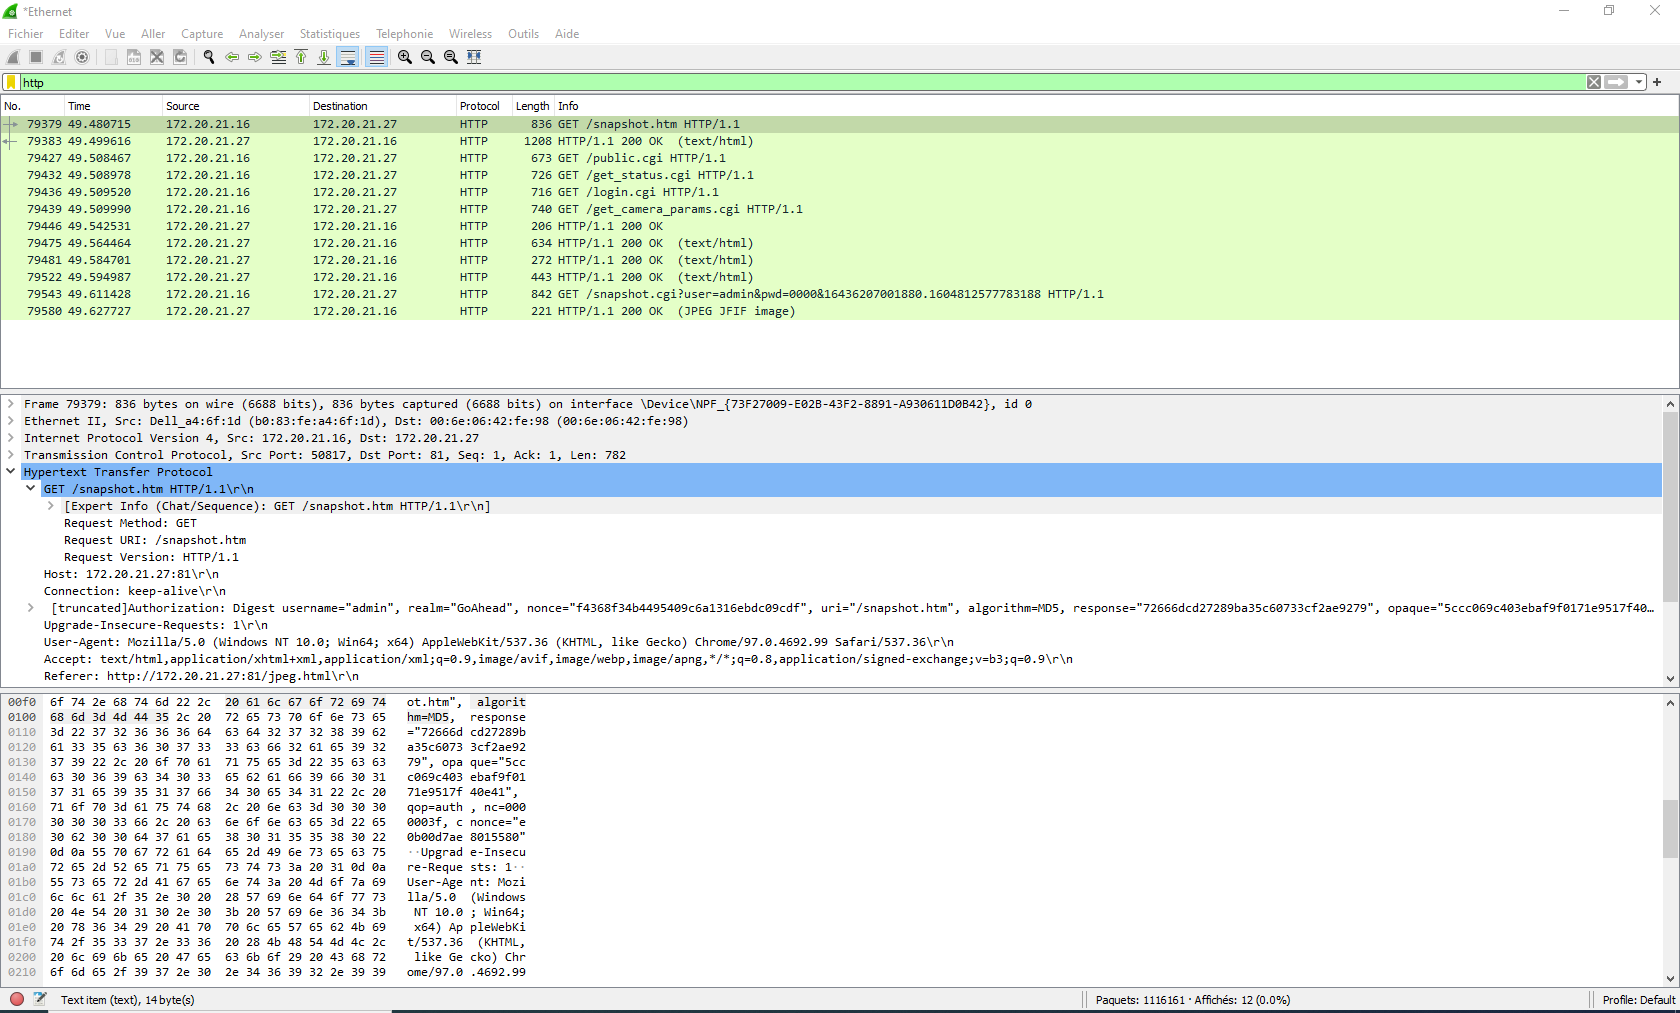 *Ethernet
Fichier Editer Vue Aller Capture Analyser Statistiques Telephonie Wireless Outils Aide
http
No. Time Source Destination Protocol Length Info
79379 49.480715 172.20.21.16 172.20.21.27 HTTP 836 GET /snapshot.htm HTTP/1.1
79383 49.499616 172.20.21.27 172.20.21.16 HTTP 1208 HTTP/1.1 200 OK (text/html)
79427 49.508467 172.20.21.16 172.20.21.27 HTTP 673 GET /public.cgi HTTP/1.1
79432 49.508978 172.20.21.16 172.20.21.27 HTTP 726 GET /get_status.cgi HTTP/1.1
79436 49.509520 172.20.21.16 172.20.21.27 HTTP 716 GET /login.cgi HTTP/1.1
79439 49.509990 172.20.21.16 172.20.21.27 HTTP 740 GET /get_camera_params.cgi HTTP/1.1
79446 49.542531 172.20.21.27 172.20.21.16 HTTP 206 HTTP/1.1 200 OK
79475 49.564464 172.20.21.27 172.20.21.16 HTTP 634 HTTP/1.1 200 OK (text/html)
79481 49.584701 172.20.21.27 172.20.21.16 HTTP 272 HTTP/1.1 200 OK (text/html)
79522 49.594987 172.20.21.27 172.20.21.16 HTTP 443 HTTP/1.1 200 OK (text/html)
79543 49.611428 172.20.21.16 172.20.21.27 HTTP 842 GET /snapshot.cgi?user=admin&pwd=0000&16436207001880.1604812577783188 HTTP/1.1
79580 49.627727 172.20.21.27 172.20.21.16 HTTP 221 HTTP/1.1 200 OK (JPEG JFIF image)
Frame 79379: 836 bytes on wire (6688 bits), 836 bytes captured (6688 bits) on interface \Device\NPF_{73F27009-E02B-43F2-8891-A930611D0B42}, id 0
Ethernet II, Src: Dell_a4:6f:1d (b0:83:fe:a4:6f:1d), Dst: 00:6e:06:42:fe:98 (00:6e:06:42:fe:98)
Internet Protocol Version 4, Src: 172.20.21.16, Dst: 172.20.21.27
Transmission Control Protocol, Src Port: 50817, Dst Port: 81, Seq: 1, Ack: 1, Len: 782
Hypertext Transfer Protocol
GET /snapshot.htm HTTP/1.1\r\n
[Expert Info (Chat/Sequence): GET /snapshot.htm HTTP/1.1\r\n]
Request Method: GET
Request URI: /snapshot.htm
Request Version: HTTP/1.1
Host: 172.20.21.27:81\r\n
Connection: keep-alive\r\n
[truncated]Authorization: Digest username="admin", realm="GoAhead", nonce="f4368f34b4495409c6a1316ebdc09cdf", uri="/snapshot.htm", algorithm=MD5, response="72666dcd27289ba35c60733cf2ae9279", opaque="5ccc069c403ebaf9f0171e9517f40...
Upgrade-Insecure-Requests: 1\r\n
User-Agent: Mozilla/5.0 (Windows NT 10.0; Win64; x64) AppleWebKit/537.36 (KHTML, like Gecko) Chrome/97.0.4692.99 Safari/537.36\r\n
Accept: text/html,application/xhtml+xml,application/xml;q=0.9,image/avif,image/webp,image/apng,*/*;q=0.8,application/signed-exchange;v=b3;q=0.9\r\n
Referer: http://172.20.21.27:81/jpeg.html\r\n
00f0 6f 74 2e 68 74 6d 22 2c 20 61 6c 67 6f 72 69 74 ot.htm", algorit
0100 68 6d 3d 4d 44 35 2c 20 72 65 73 70 6f 6e 73 65 hm=MD5, response
0110 3d 22 37 32 36 36 36 64 63 64 32 37 32 38 39 62 ="72666d cd27289b
0120 61 33 35 63 36 30 37 33 33 63 66 32 61 65 39 32 a35c6073 3cf2ae92
0130 37 39 22 2c 20 6f 70 61 71 75 65 3d 22 35 63 63 79", opa que="5cc
0140 63 30 36 39 63 34 30 33 65 62 61 66 39 66 30 31 c069c403 ebaf9f01
0150 37 31 65 39 35 31 37 66 34 30 65 34 31 22 2c 20 71e9517f 40e41",
0160 71 6f 70 3d 61 75 74 68 2c 20 6e 63 3d 30 30 30 qop=auth , nc=000
0170 30 30 30 33 66 2c 20 63 6e 6f 6e 63 65 3d 22 65 0003f, c nonce="e
0180 30 62 30 30 64 37 61 65 38 30 31 35 35 38 30 22 0b00d7ae 8015580"
0190 0d 0a 55 70 67 72 61 64 65 2d 49 6e 73 65 63 75 ··Upgrad e-Insecu
01a0 72 65 2d 52 65 71 75 65 73 74 73 3a 20 31 0d 0a re-Reque sts: 1··
01b0 55 73 65 72 2d 41 67 65 6e 74 3a 20 4d 6f 7a 69 User-Age nt: Mozi
01c0 6c 6c 61 2f 35 2e 30 20 28 57 69 6e 64 6f 77 73 lla/5.0 (Windows
01d0 20 4e 54 20 31 30 2e 30 3b 20 57 69 6e 36 34 3b NT 10.0 ; Win64;
01e0 20 78 36 34 29 20 41 70 70 6c 65 57 65 62 4b 69 x64) Ap pleWebKi
01f0 74 2f 35 33 37 2e 33 36 20 28 4b 48 54 4d 4c 2c t/537.36 (KHTML,
0200 20 6c 69 6b 65 20 47 65 63 6b 6f 29 20 43 68 72 like Ge cko) Chr
0210 6f 6d 65 2f 39 37 2e 30 2e 34 36 39 32 2e 39 39 ome/97.0 .4692.99
Text item (text), 14 byte(s) Paquets: 1116161 · Affichés: 12 (0.0%) Profile: Default